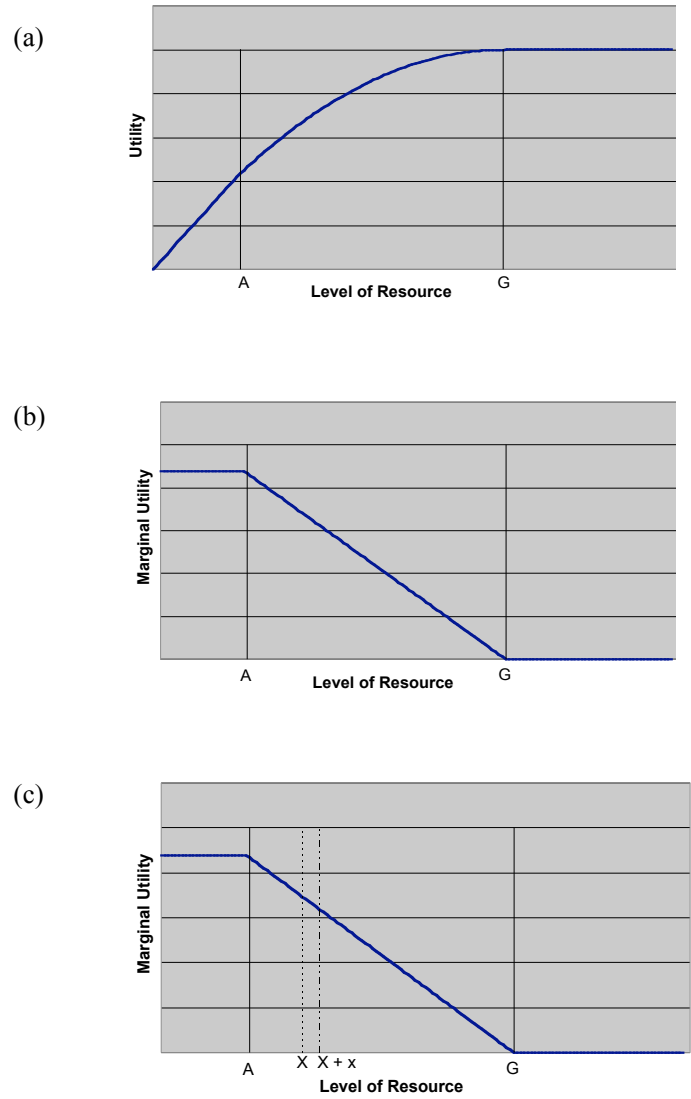 (a)
Utility
A
G
Level of Resource
(b)
Marginal Utility
A
G
Level of Resource
(c)
Marginal Utility
A
X
X + x
G
Level of Resource